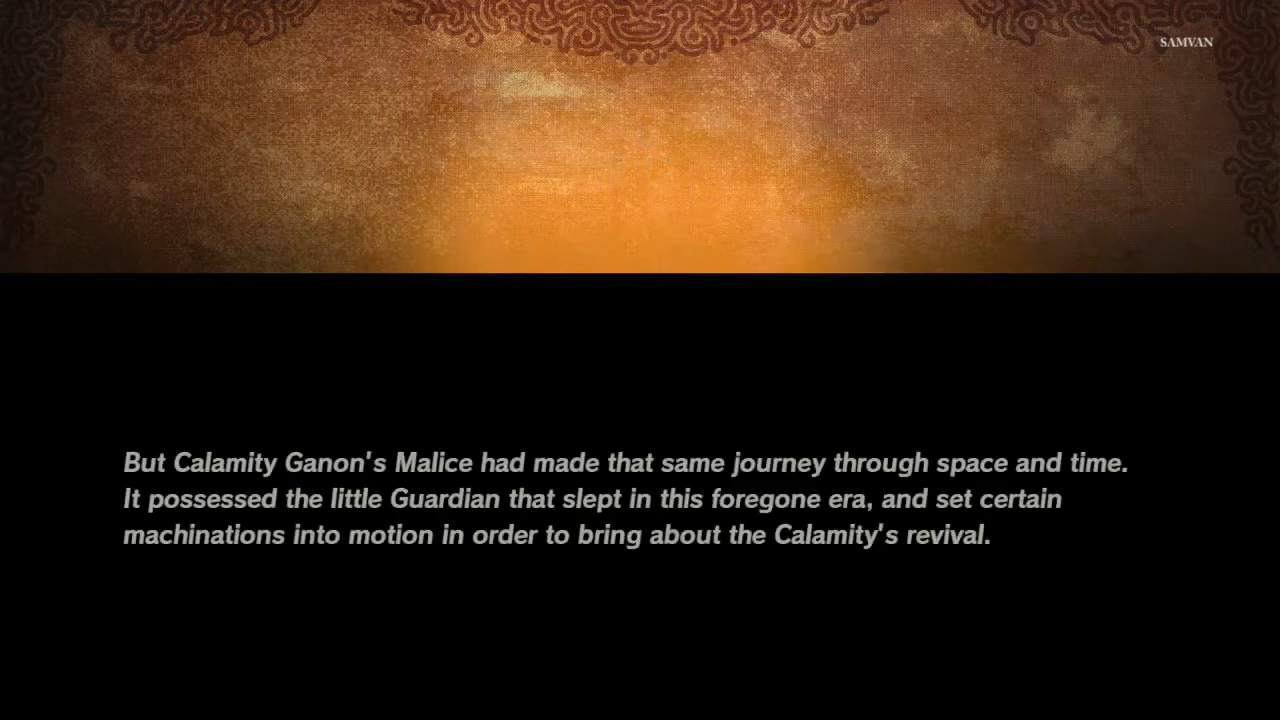 SAMVAN
But Calamity Ganon's Malice had made that same journey through space and time.
It possessed the little Guardian that slept in this foregone era, and set certain
machinations into motion in order to bring about the Calamity's revival.